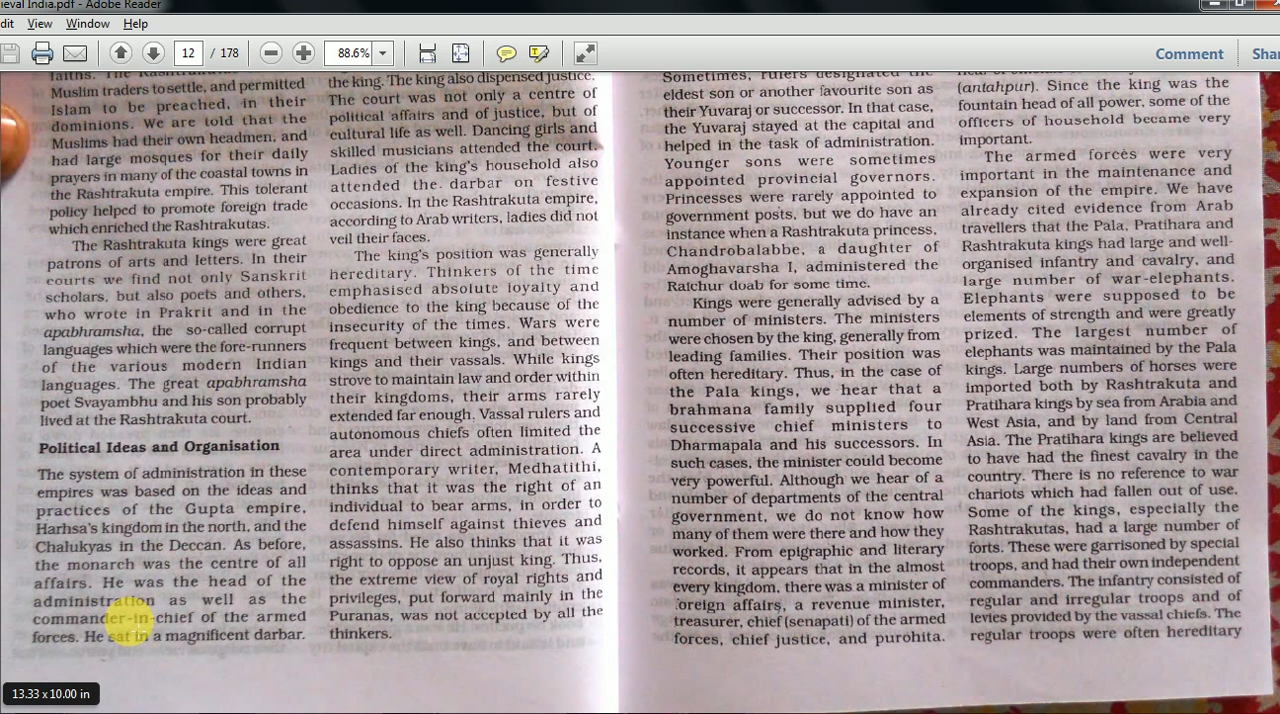 ieval India.pdf - Adobe Reader
dit View Window Help
12 / 178
88.6%
Comment
Shar
faiths. The
Muslim traders to settle, and permitted
Islam to be preached, in their
dominions. We are told that the
Muslims had their own headmen, and
had large mosques for their daily
prayers in many of the coastal towns in
the Rashtrakuta empire. This tolerant
policy helped to promote foreign trade
which enriched the Rashtrakutas.
The Rashtrakuta kings were great
patrons of arts and letters. In their
courts we find not only Sanskrit
scholars, but also poets and others,
who wrote in Prakrit and in the
apabhramsha, the so-called corrupt
languages which were the fore-runners
of the various modern Indian
languages. The great apabhramsha
poet Svayambhu and his son probably
lived at the Rashtrakuta court.
Political Ideas and Organisation
The system of administration in these
empires was based on the ideas and
practices of the Gupta empire,
Harhsa's kingdom in the north, and the
Chalukyas in the Deccan. As before,
the monarch was the centre of all
affairs. He was the head of the
administration as well as the
commander-in-chief of the armed
forces. He sat in a magnificent darbar.
the king. The king also dispensed justice.
The court was not only a centre of
political affairs and of justice, but of
cultural life as well. Dancing girls and
skilled musicians attended the court.
Ladies of the king's household also
attended the darbar on festive
occasions. In the Rashtrakuta empire,
according to Arab writers, ladies did not
veil their faces.
The king's position was generally
hereditary. Thinkers of the time
emphasised absolute loyalty and
obedience to the king because of the
insecurity of the times. Wars were
frequent between kings, and between
kings and their vassals. While kings
strove to maintain law and order within
their kingdoms, their arms rarely
extended far enough. Vassal rulers and
autonomous chiefs often limited the
area under direct administration. A
contemporary writer, Medhatithi,
thinks that it was the right of an
individual to bear arms, in order to
defend himself against thieves and
assassins. He also thinks that it was
right to oppose an unjust king. Thus,
the extreme view of royal rights and
privileges, put forward mainly in the
Puranas, was not accepted by all the
thinkers.
Sometimes, rulers designated the
eldest son or another favourite son as
their Yuvaraj or successor. In that case,
the Yuvaraj stayed at the capital and
helped in the task of administration.
Younger sons were sometimes
appointed provincial governors.
Princesses were rarely appointed to
government posts, but we do have an
instance when a Rashtrakuta princess,
Chandrobalabbe, a daughter of
Amoghavarsha I, administered the
Raichur doab for some time.
Kings were generally advised by a
number of ministers. The ministers
were chosen by the king, generally from
leading families. Their position was
often hereditary. Thus, in the case of
the Pala kings, we hear that a
brahmana family supplied four
successive chief ministers to
Dharmapala and his successors. In
such cases, the minister could become
very powerful. Although we hear of a
number of departments of the central
government, we do not know how
many of them were there and how they
worked. From epigraphic and literary
records, it appears that in the almost
every kingdom, there was a minister of
foreign affairs, a revenue minister,
treasurer, chief (senapati) of the armed
forces, chief justice, and purohita.
(antahpur). Since the king was the
fountain head of all power, some of the
officers of household became very
important.
The armed forces were very
important in the maintenance and
expansion of the empire. We have
already cited evidence from Arab
travellers that the Pala, Pratihara and
Rashtrakuta kings had large and well-
organised infantry and cavalry, and
large number of war-elephants.
Elephants were supposed to be
elements of strength and were greatly
prized. The largest number of
elephants was maintained by the Pala
kings. Large numbers of horses were
imported both by Rashtrakuta and
Pratihara kings by sea from Arabia and
West Asia, and by land from Central
Asia. The Pratihara kings are believed
to have had the finest cavalry in the
country. There is no reference to war
chariots which had fallen out of use.
Some of the kings, especially the
Rashtrakutas, had a large number of
forts. These were garrisoned by special
troops, and had their own independent
commanders. The infantry consisted of
regular and irregular troops and of
levies provided by the vassal chiefs. The
regular troops were often hereditary
13.33 x 10.00 in